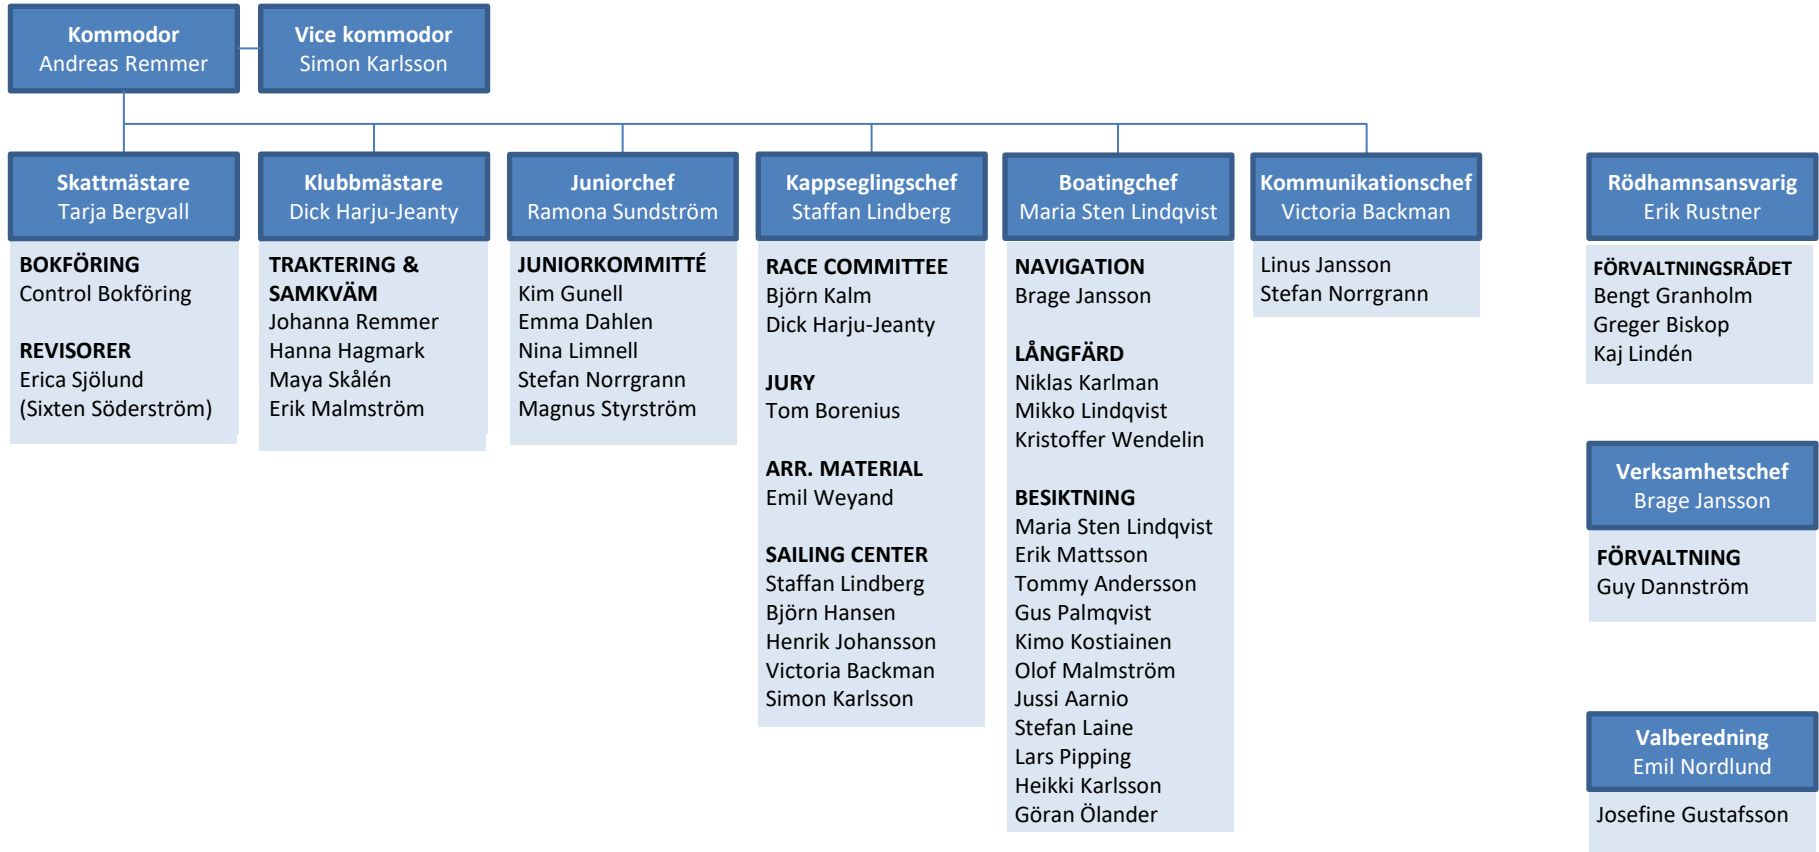 Kommodor
Andreas Remmer
Vice kommodor
Simon Karlsson
Skattmästare
Tarja Bergvall
BOKFÖRING
Control Bokföring
REVISORER
Erica Sjölund
(Sixten Söderström)
Klubbmästare
Dick Harju-Jeanty
TRAKTERING &
SAMKVÄM
Johanna Remmer
Hanna Hagmark
Maya Skålén
Erik Malmström
Juniorchef
Ramona Sundström
JUNIORKOMMITTÉ
Kim Gunell
Emma Dahlen
Nina Limnell
Stefan Norrgrann
Magnus Styrström
Kappseglingschef
Staffan Lindberg
RACE COMMITTEE
Björn Kalm
Dick Harju-Jeanty
JURY
Tom Borenius
ARR. MATERIAL
Emil Weyand
SAILING CENTER
Staffan Lindberg
Björn Hansen
Henrik Johansson
Victoria Backman
Simon Karlsson
Boatingchef
Maria Sten Lindqvist
NAVIGATION
Brage Jansson
LÅNGFÄRD
Niklas Karlman
Mikko Lindqvist
Kristoffer Wendelin
BESIKTNING
Maria Sten Lindqvist
Erik Mattsson
Tommy Andersson
Gus Palmqvist
Kimo Kostiainen
Olof Malmström
Jussi Aarnio
Stefan Laine
Lars Pipping
Heikki Karlsson
Göran Ölander
Kommunikationschef
Victoria Backman
Linus Jansson
Stefan Norrgrann
Rödhamnsansvarig
Erik Rustner
FÖRVALTNINGSRÅDET
Bengt Granholm
Greger Biskop
Kaj Lindén
Verksamhetschef
Brage Jansson
FÖRVALTNING
Guy Dannström
Valberedning
Emil Nordlund
Josefine Gustafsson